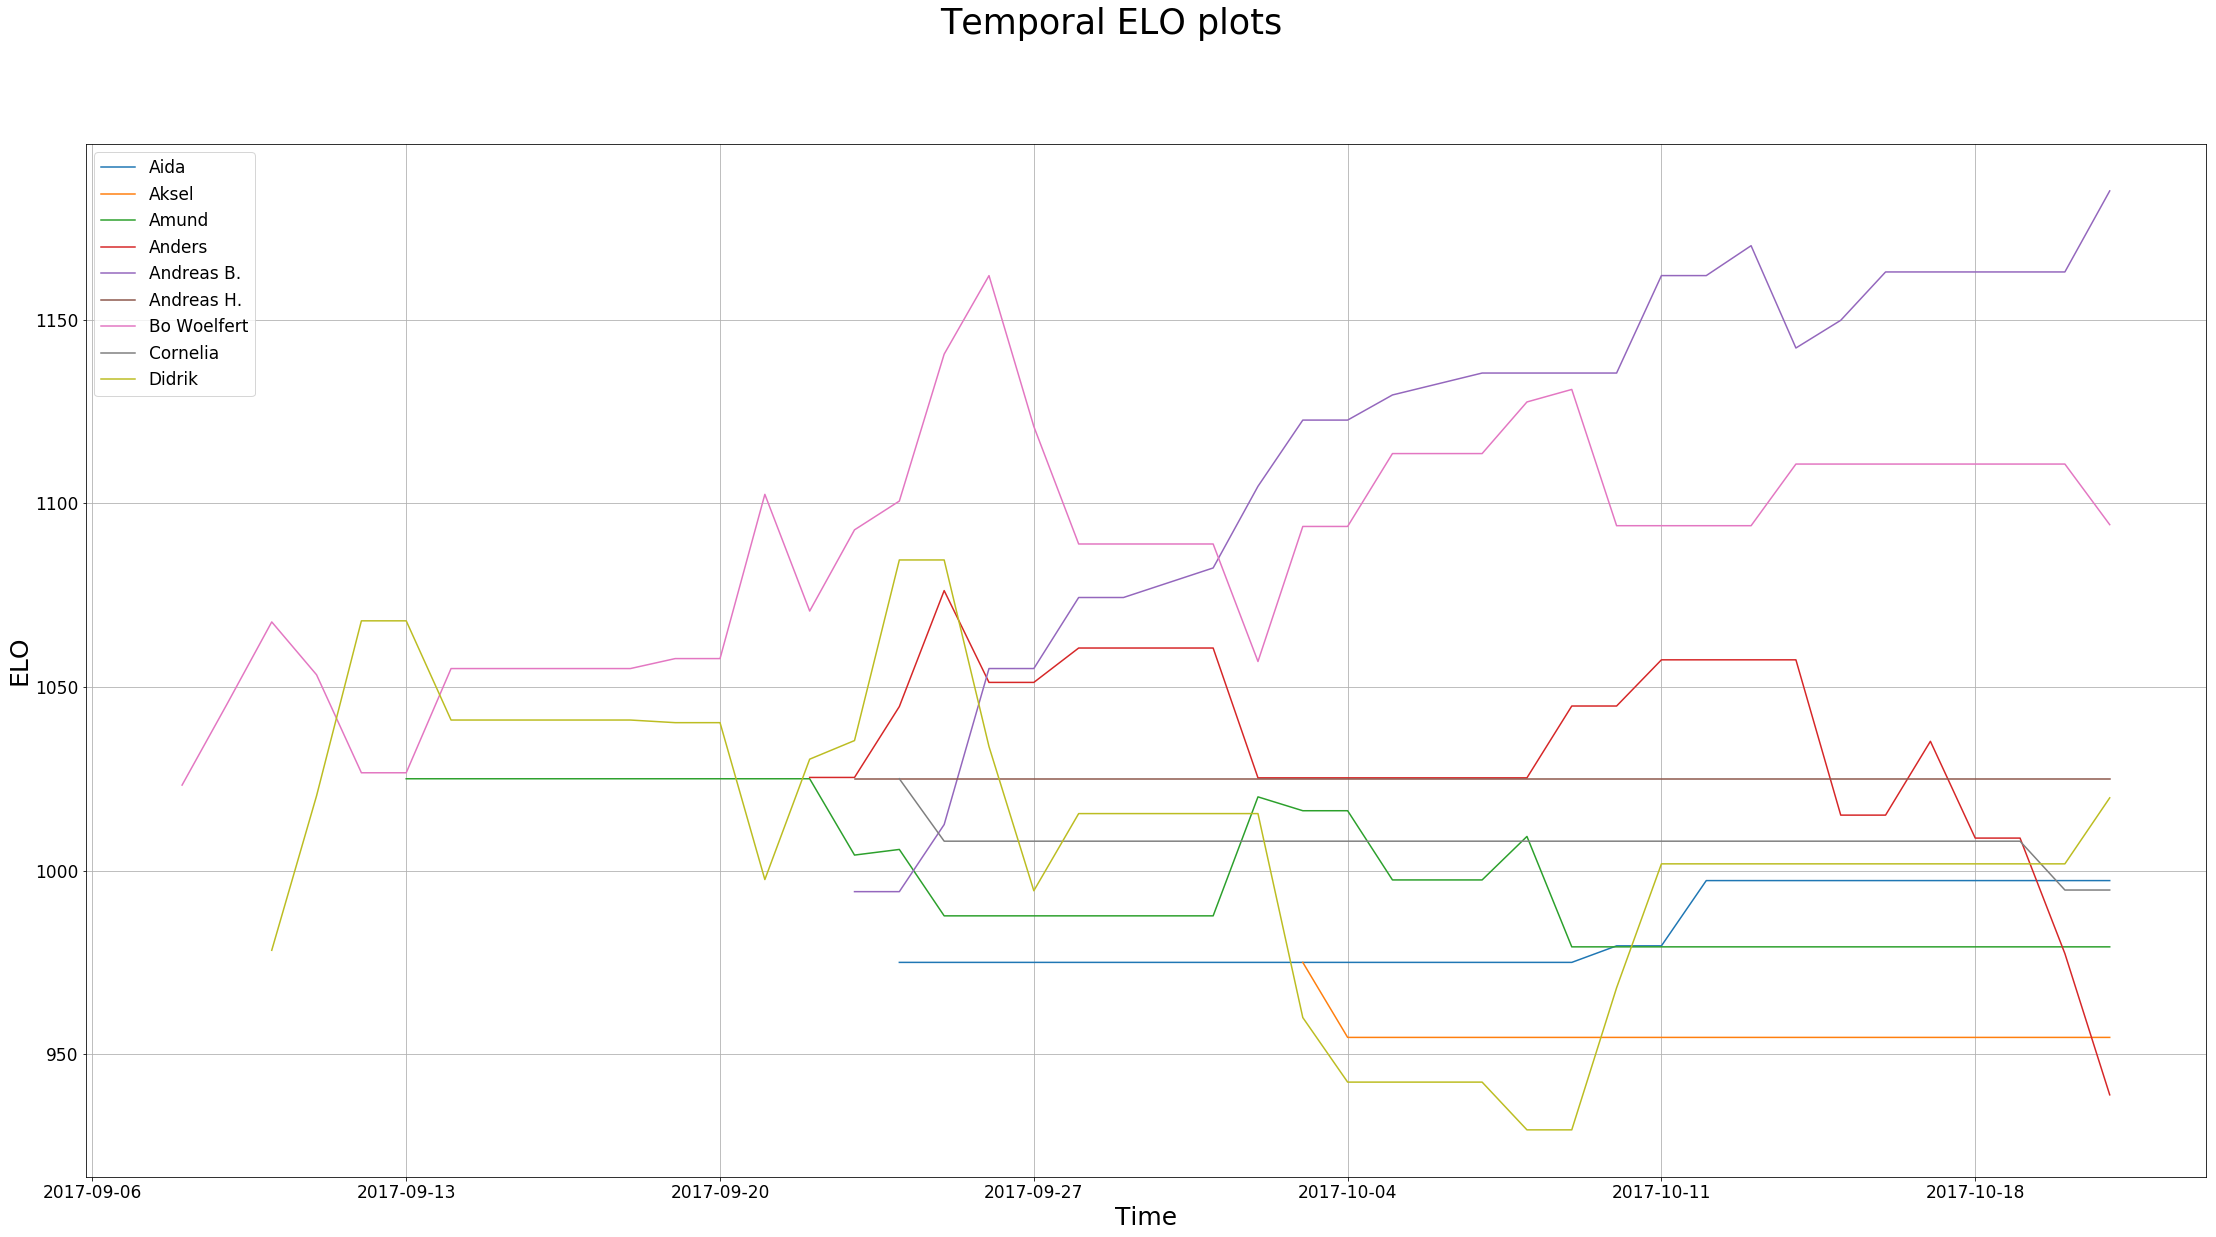 Temporal ELO plots
Aida
Aksel
Amund
Anders
Andreas B.
Andreas H.
Bo Woelfert
Cornelia
Didrik
1150
1100
1050
1000
950
ELO
2017-09-06 2017-09-13 2017-09-20 2017-09-27 2017-10-04 2017-10-11 2017-10-18
Time